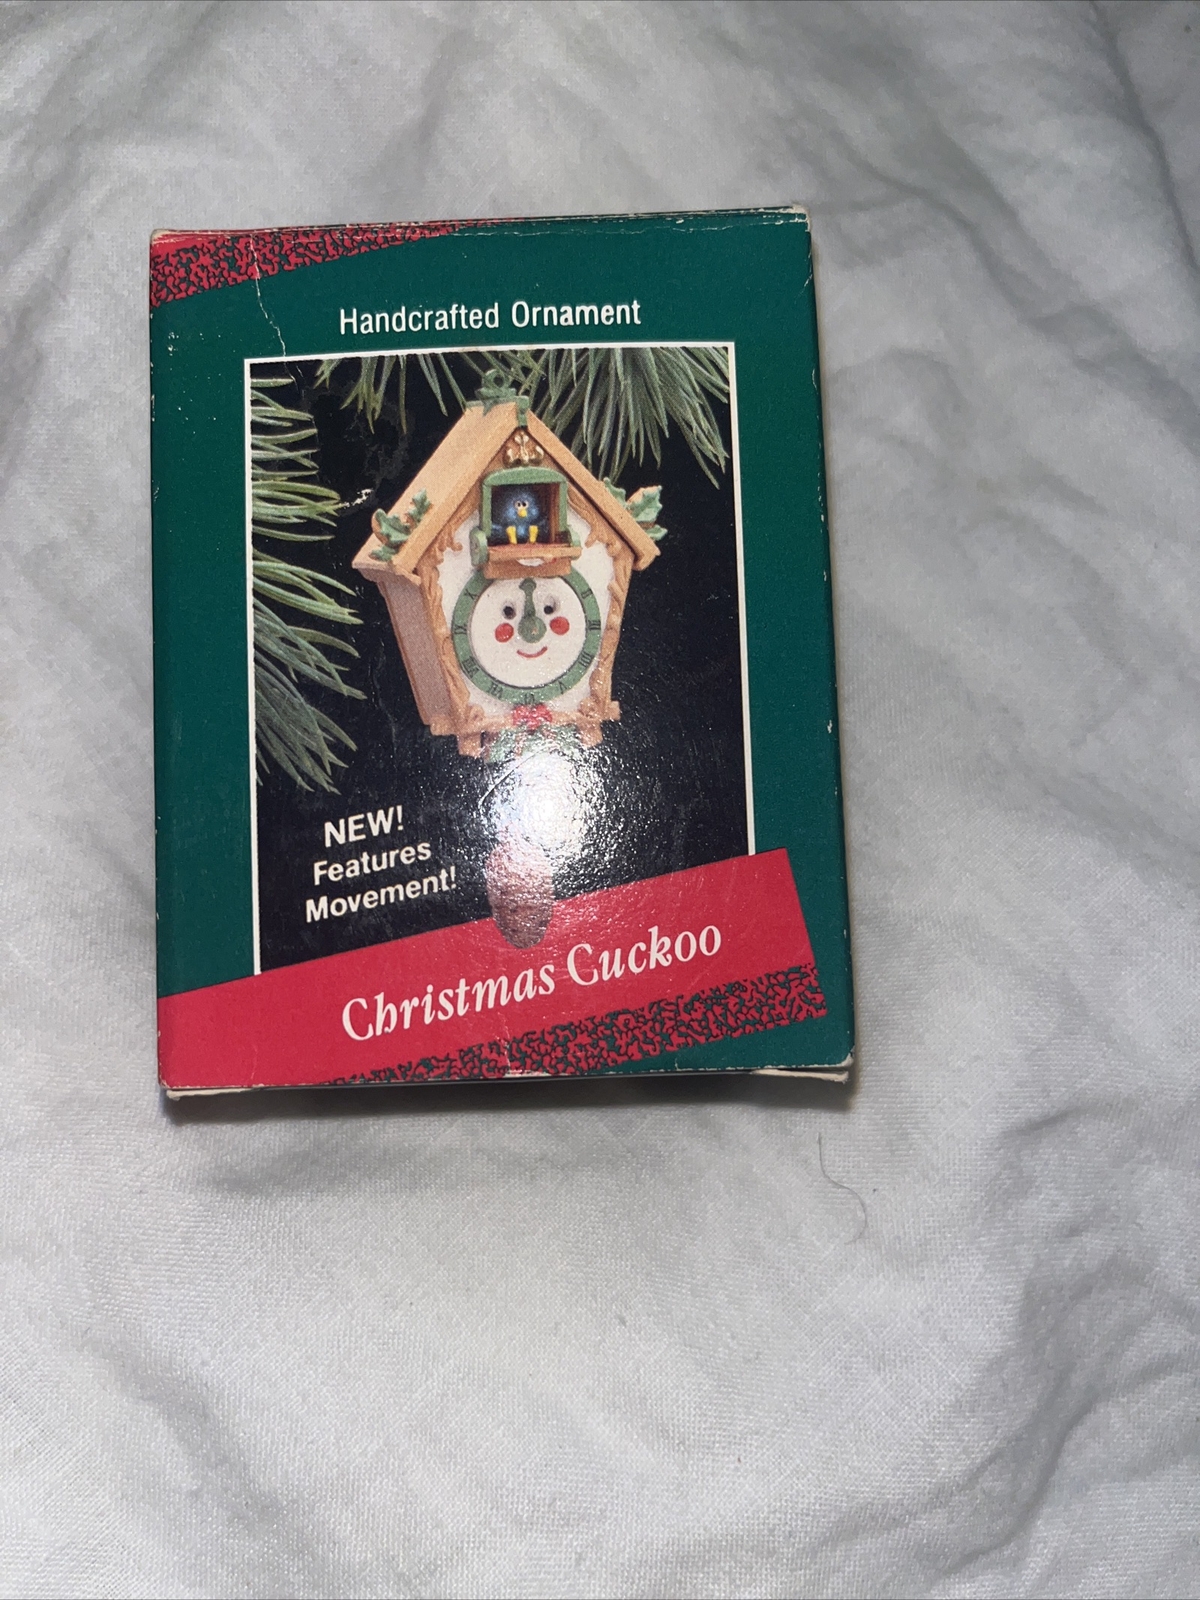 Handcrafted Ornament
NEW!
Features
Movement!
Christmas Cuckoo